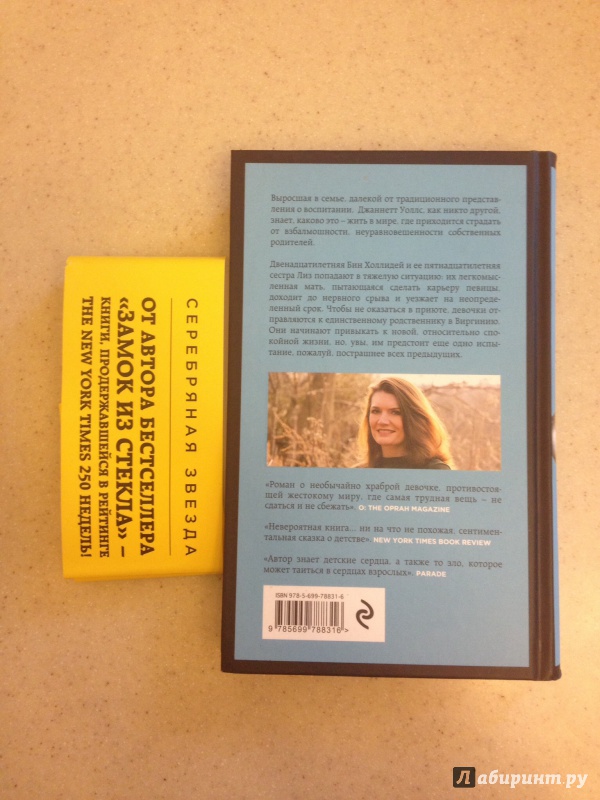 СЕРЕБРЯНАЯ ЗВЕЗДА
ОТ АВТОРА БЕСТСЕЛЛЕРА
«ЗАМОК ИЗ СТЕКЛА» –
КНИГИ, ПРОДЕРЖАВШЕЙСЯ В РЕЙТИНГЕ
THE NEW YORK TIMES 250 НЕДЕЛЬ!
Выросшая в семье, далекой от традиционного представ-
ления о воспитании, Джаннетт Уоллс, как никто другой,
знает, каково это – жить в мире, где приходится страдать
от взбалмошности, неуравновешенности собственных
родителей.
Двенадцатилетняя Бин Холлидей и ее пятнадцатилетняя
сестра Лиз попадают в тяжелую ситуацию: их легкомыс-
ленная мать, пытающаяся сделать карьеру певицы,
доходит до нервного срыва и уезжает на неопреде-
ленный срок. Чтобы не оказаться в приюте, девочки от-
правляются к единственному родственнику в Виргинию.
Они начинают привыкать к новой, относительно спо-
койной жизни, но, увы, им предстоит еще одно испы-
тание, пожалуй, пострашнее всех предыдущих.
«Роман о необычайно храброй девочке, противостоя-
щей жестокому миру, где самая трудная вещь – не
сдаться и не сбежать» O: THE OPRAH MAGAZINE
«Невероятная книга... ни на что не похожая, сентимен-
тальная сказка о детстве» NEW YORK TIMES BOOK REVIEW
«Автор знает детские сердца, а также то зло, которое
может таиться в сердцах взрослых» PARADE
ISBN 978-5-699-78831-6
9 785699 788316 >
Лабиринт.ру